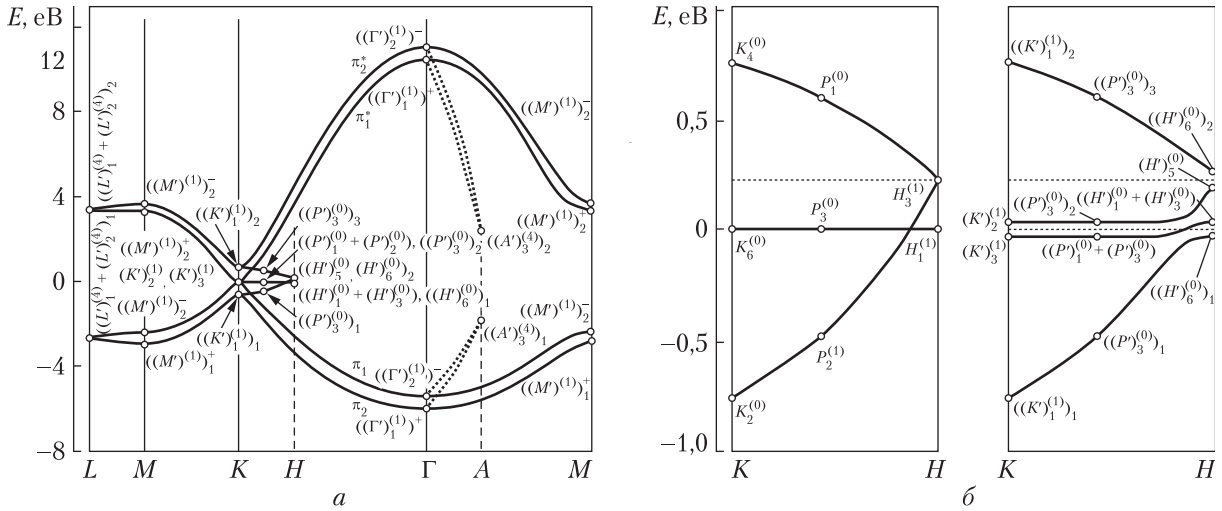 E, eВ
12
8
4
0
−4
−8
L M K H Γ A M
а
((L′)₁⁽⁴⁾ + (L′)₂⁽⁴⁾)₂
((L′)₁⁽⁴⁾ + (L′)₂⁽⁴⁾)₁
((M′)⁽¹⁾)₂⁻
((M′)⁽¹⁾)₂⁺
(K′)₂⁽¹⁾, (K′)₃⁽¹⁾
((M′)⁽¹⁾)₂⁻
((M′)⁽¹⁾)₁⁺
((K′)₁⁽¹⁾)₂
((K′)₁⁽¹⁾)₁
((Γ′)₂⁽¹⁾)⁻
π₂*
((Γ′)₁⁽¹⁾)⁺
π₁*
((P′)₃⁽⁰⁾)₃
((P′)₁⁽⁰⁾ + (P′)₂⁽⁰⁾), ((P′)₃⁽⁰⁾)₂
(H′)₅⁽⁰⁾, (H′)₆⁽⁰⁾)₂
((H′)₁⁽⁰⁾ + (H′)₃⁽⁰⁾), ((H′)₆⁽⁰⁾)₁
((P′)₃⁽⁰⁾)₁
π₁
((Γ′)₂⁽¹⁾)⁻
π₂
((Γ′)₁⁽¹⁾)⁺
((A′)₃⁽⁴⁾)₂
((A′)₃⁽⁴⁾)₁
((M′)⁽¹⁾)₂⁻
((M′)⁽¹⁾)₂⁺
((M′)⁽¹⁾)₂⁻
((M′)⁽¹⁾)₁⁺
E, eВ
0,5
0
−0,5
−1,0
K₄⁽⁰⁾
P₁⁽⁰⁾
H₃⁽¹⁾
P₃⁽⁰⁾
K₆⁽⁰⁾
H₁⁽¹⁾
P₂⁽¹⁾
K₂⁽⁰⁾
K H
((K′)₁⁽¹⁾)₂
((P′)₃⁽⁰⁾)₃
((H′)₆⁽⁰⁾)₂
(H′)₅⁽⁰⁾
(K′)₂⁽¹⁾
((P′)₃⁽⁰⁾)₂
((H′)₁⁽⁰⁾ + (H′)₃⁽⁰⁾)
(K′)₃⁽¹⁾
((P′)₁⁽⁰⁾ + (P′)₃⁽⁰⁾)
((H′)₆⁽⁰⁾)₁
((P′)₃⁽⁰⁾)₁
((K′)₁⁽¹⁾)₁
K H
б